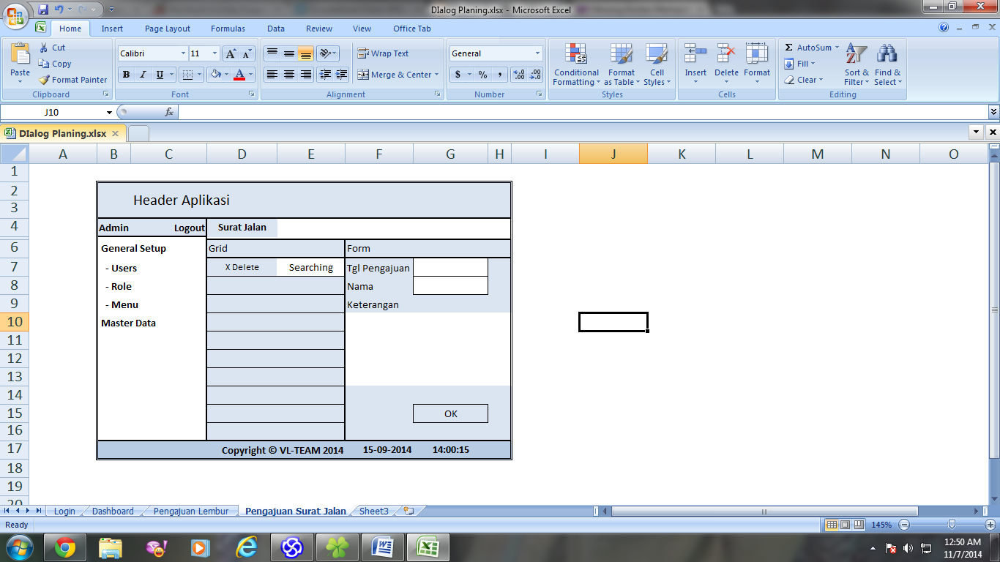 DIalog Planing.xlsx - Microsoft Excel
Home Insert Page Layout Formulas Data Review View Office Tab
Paste Cut Copy Format Painter
Calibri 11
B I U A A A
Wrap Text
Merge & Center
General
$ % , .00 .0
Conditional Formatting Format as Table Cell Styles
Insert Delete Format
Σ AutoSum Fill Clear
Sort & Filter Find & Select
Clipboard Font Alignment Number Styles Cells Editing
J10 fx
DIalog Planing.xlsx
A B C D E F G H I J K L M N O
1
2
Header Aplikasi
3
4 Admin Logout Surat Jalan
6 General Setup Grid Form
7 - Users X Delete Searching Tgl Pengajuan
8 - Role Nama
9 - Menu Keterangan
10 Master Data
11
12
13
14
15 OK
16
17 Copyright © VL-TEAM 2014 15-09-2014 14:00:15
18
19
20
Login Dashboard Pengajuan Lembur Pengajuan Surat Jalan Sheet3
Ready 145%
12:50 AM
11/7/2014